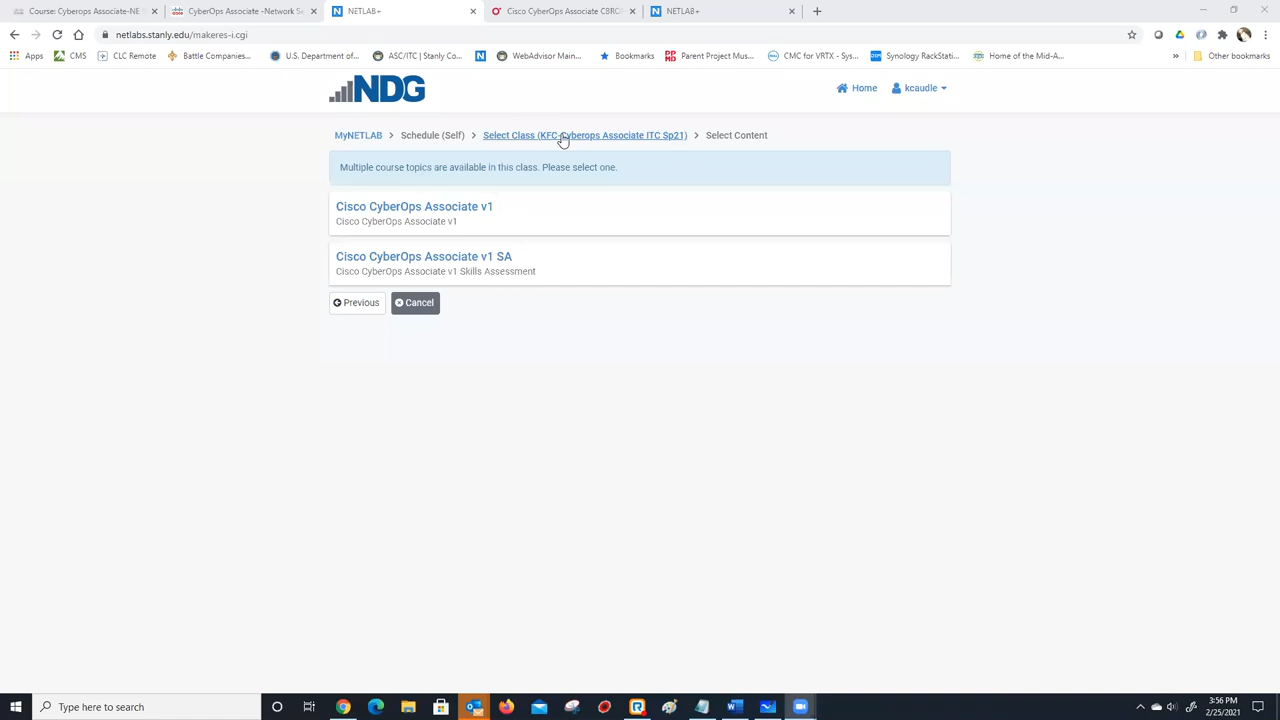 Course: Cyberops Associate-NE S
CyberOps Associate -Network Se
NETLAB+
Cisco CyberOps Associate CBROP
NETLAB+
netlabs.stanly.edu/makeres-i.cgi
Apps
CMS
CLC Remote
Battle Companies...
U.S. Department of...
ASC/ITC | Stanly Co...
WebAdvisor Main...
Bookmarks
Parent Project Mus...
CMC for VRTX - Sys...
Synology RackStati...
Home of the Mid-A...
»
Other bookmarks
NDG
Home
kcaudle
MyNETLAB > Schedule (Self) > Select Class (KFC-Cyberops Associate ITC Sp21) > Select Content
Multiple course topics are available in this class. Please select one.
Cisco CyberOps Associate v1
Cisco CyberOps Associate v1
Cisco CyberOps Associate v1 SA
Cisco CyberOps Associate v1 Skills Assessment
Previous
Cancel
Type here to search
3:56 PM
2/25/2021